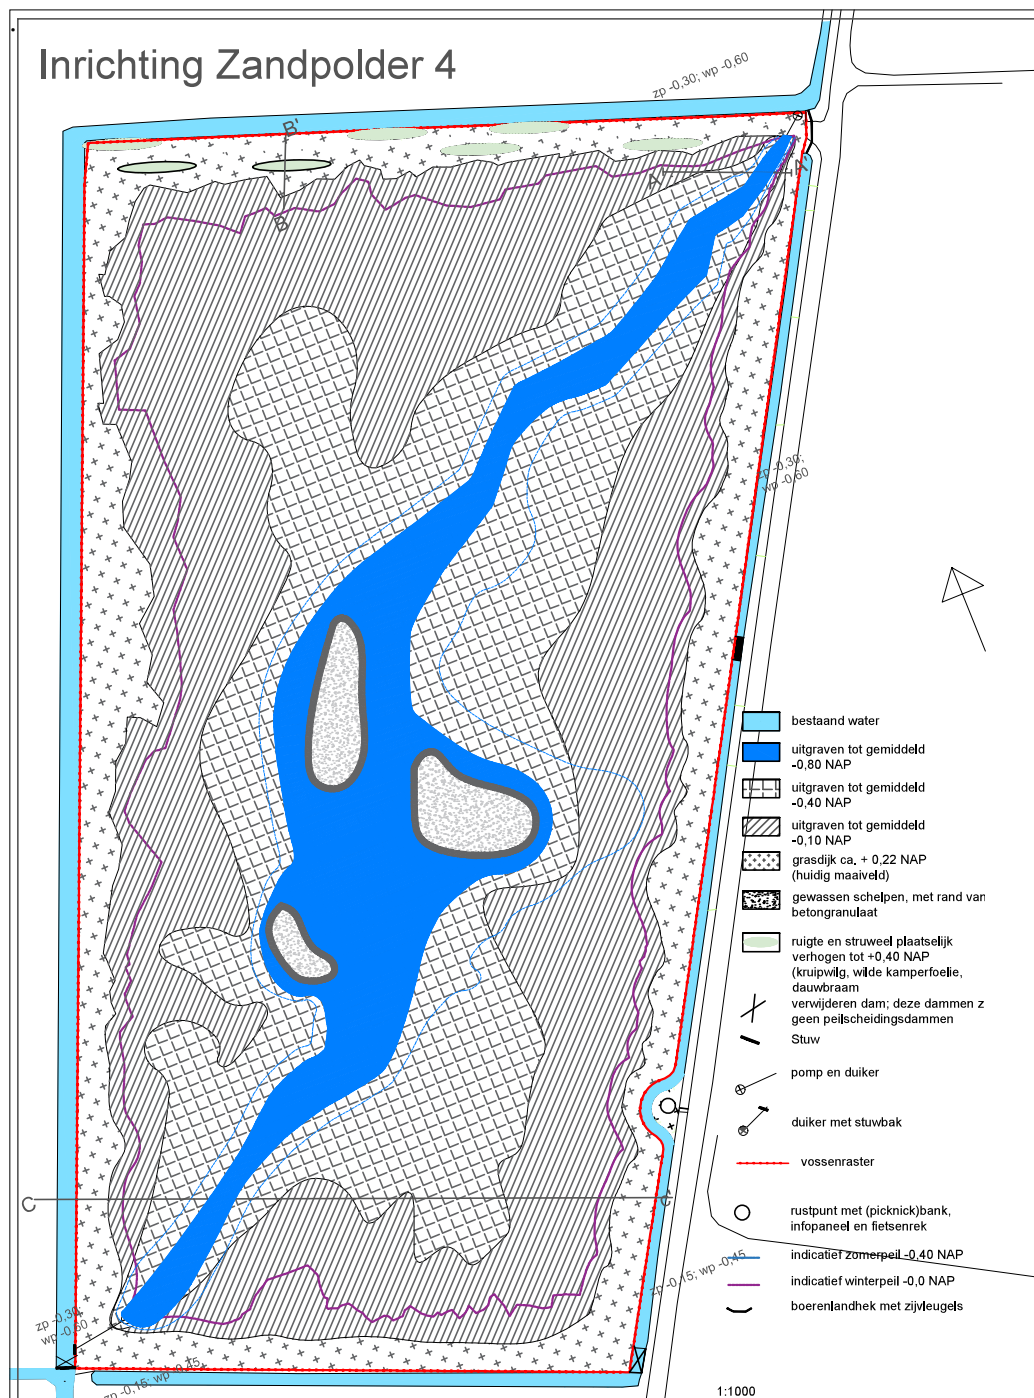 Inrichting Zandpolder 4
zp -0,30; wp -0,60
B'
B
A
A'
zp -0,30;
wp -0,60
bestaand water
uitgraven tot gemiddeld
-0,80 NAP
uitgraven tot gemiddeld
-0,40 NAP
uitgraven tot gemiddeld
-0,10 NAP
grasdijk ca. + 0,22 NAP
(huidig maaiveld)
gewassen schelpen, met rand van
betongranulaat
ruigte en struweel plaatselijk
verhogen tot +0,40 NAP
(kruipwilg, wilde kamperfoelie,
dauwbraam
verwijderen dam; deze dammen z
geen peilscheidingsdammen
Stuw
pomp en duiker
duiker met stuwbak
vossenraster
rustpunt met (picknick)bank,
infopaneel en fietsenrek
indicatief zomerpeil -0,40 NAP
indicatief winterpeil -0,0 NAP
boerenlandhek met zijvleugels
C
C'
zp -0.15; wp -0,45
zp -0,30;
wp -0.60
zp -0,15; wp -0,45
1:1000